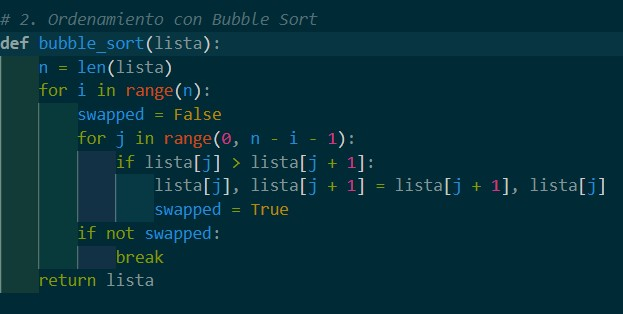 # 2. Ordenamiento con Bubble Sort
def bubble_sort(lista):
    n = len(lista)
    for i in range(n):
        swapped = False
        for j in range(0, n - i - 1):
            if lista[j] > lista[j + 1]:
                lista[j], lista[j + 1] = lista[j + 1], lista[j]
                swapped = True
        if not swapped:
            break
    return lista